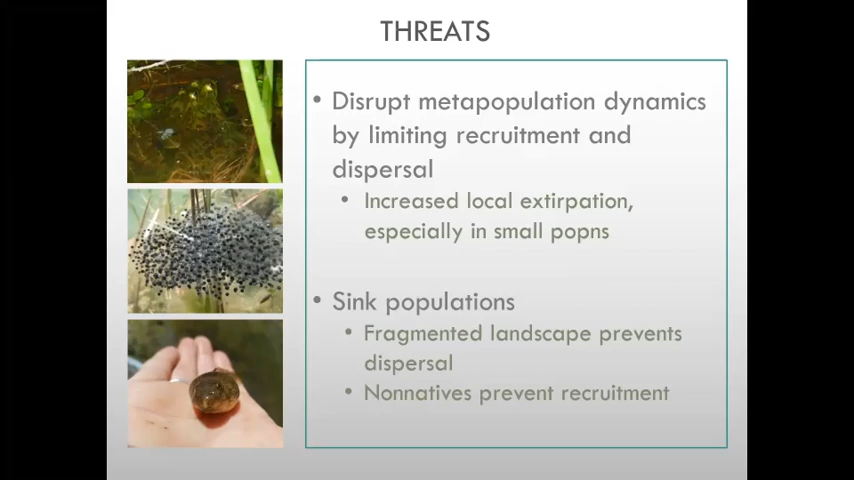 THREATS
• Disrupt metapopulation dynamics
by limiting recruitment and
dispersal
• Increased local extirpation,
especially in small popns
• Sink populations
• Fragmented landscape prevents
dispersal
• Nonnatives prevent recruitment